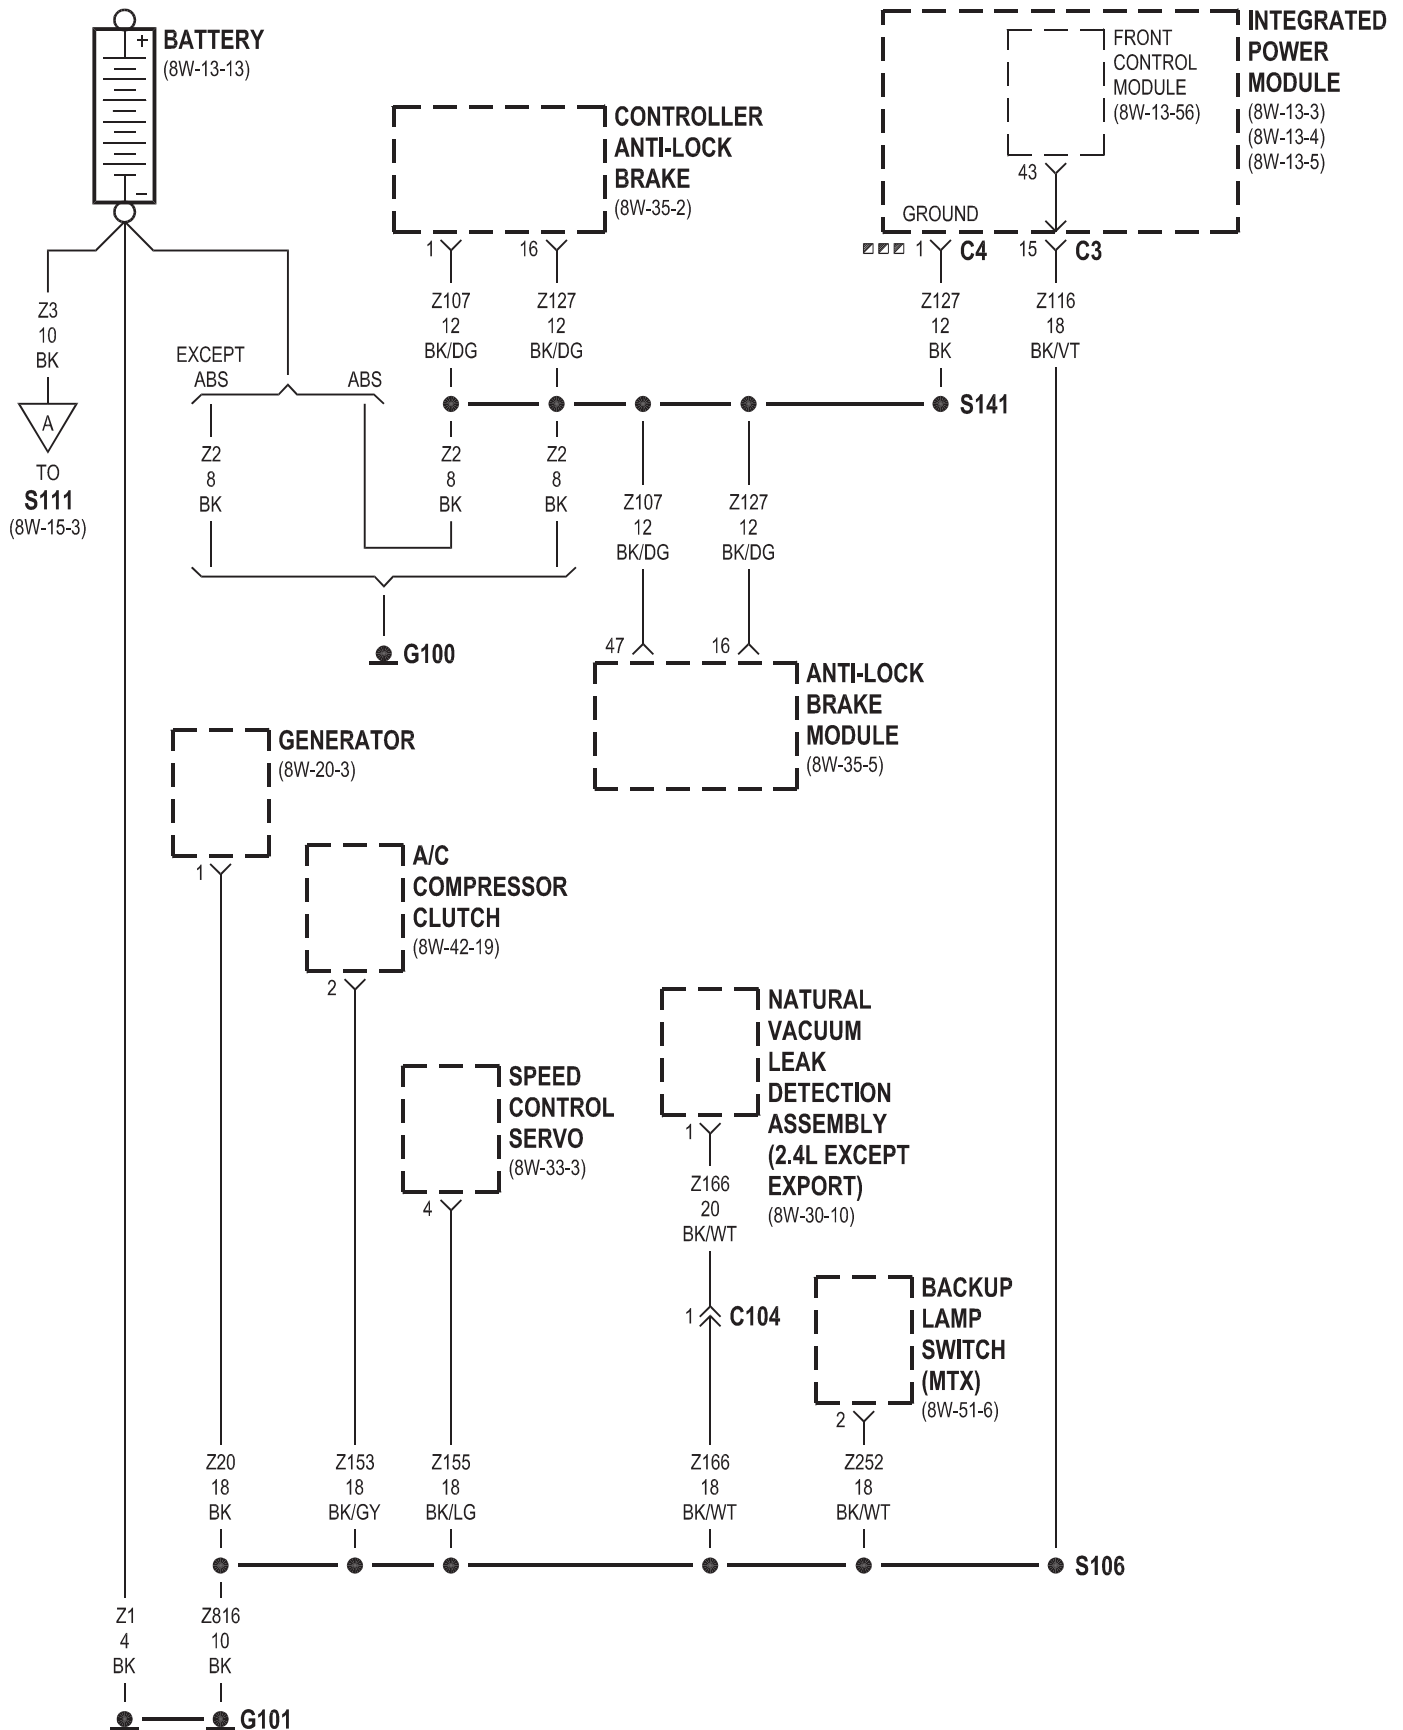 +
BATTERY
(8W-13-13)
−
CONTROLLER
ANTI-LOCK
BRAKE
(8W-35-2)
INTEGRATED
POWER
MODULE
(8W-13-3)
(8W-13-4)
(8W-13-5)
FRONT
CONTROL
MODULE
(8W-13-56)
43
GROUND
1
16
1 C4
15 C3
Z3
10
BK
A
TO
S111
(8W-15-3)
EXCEPT
ABS
ABS
Z107
12
BK/DG
Z127
12
BK/DG
Z127
12
BK
Z116
18
BK/VT
S141
Z2
8
BK
Z2
8
BK
Z2
8
BK
Z107
12
BK/DG
Z127
12
BK/DG
G100
47
16
ANTI-LOCK
BRAKE
MODULE
(8W-35-5)
GENERATOR
(8W-20-3)
1
A/C
COMPRESSOR
CLUTCH
(8W-42-19)
2
SPEED
CONTROL
SERVO
(8W-33-3)
4
NATURAL
VACUUM
LEAK
DETECTION
ASSEMBLY
(2.4L EXCEPT
EXPORT)
(8W-30-10)
1
Z166
20
BK/WT
1 C104
BACKUP
LAMP
SWITCH
(MTX)
(8W-51-6)
2
Z20
18
BK
Z153
18
BK/GY
Z155
18
BK/LG
Z166
18
BK/WT
Z252
18
BK/WT
S106
Z1
4
BK
Z816
10
BK
G101